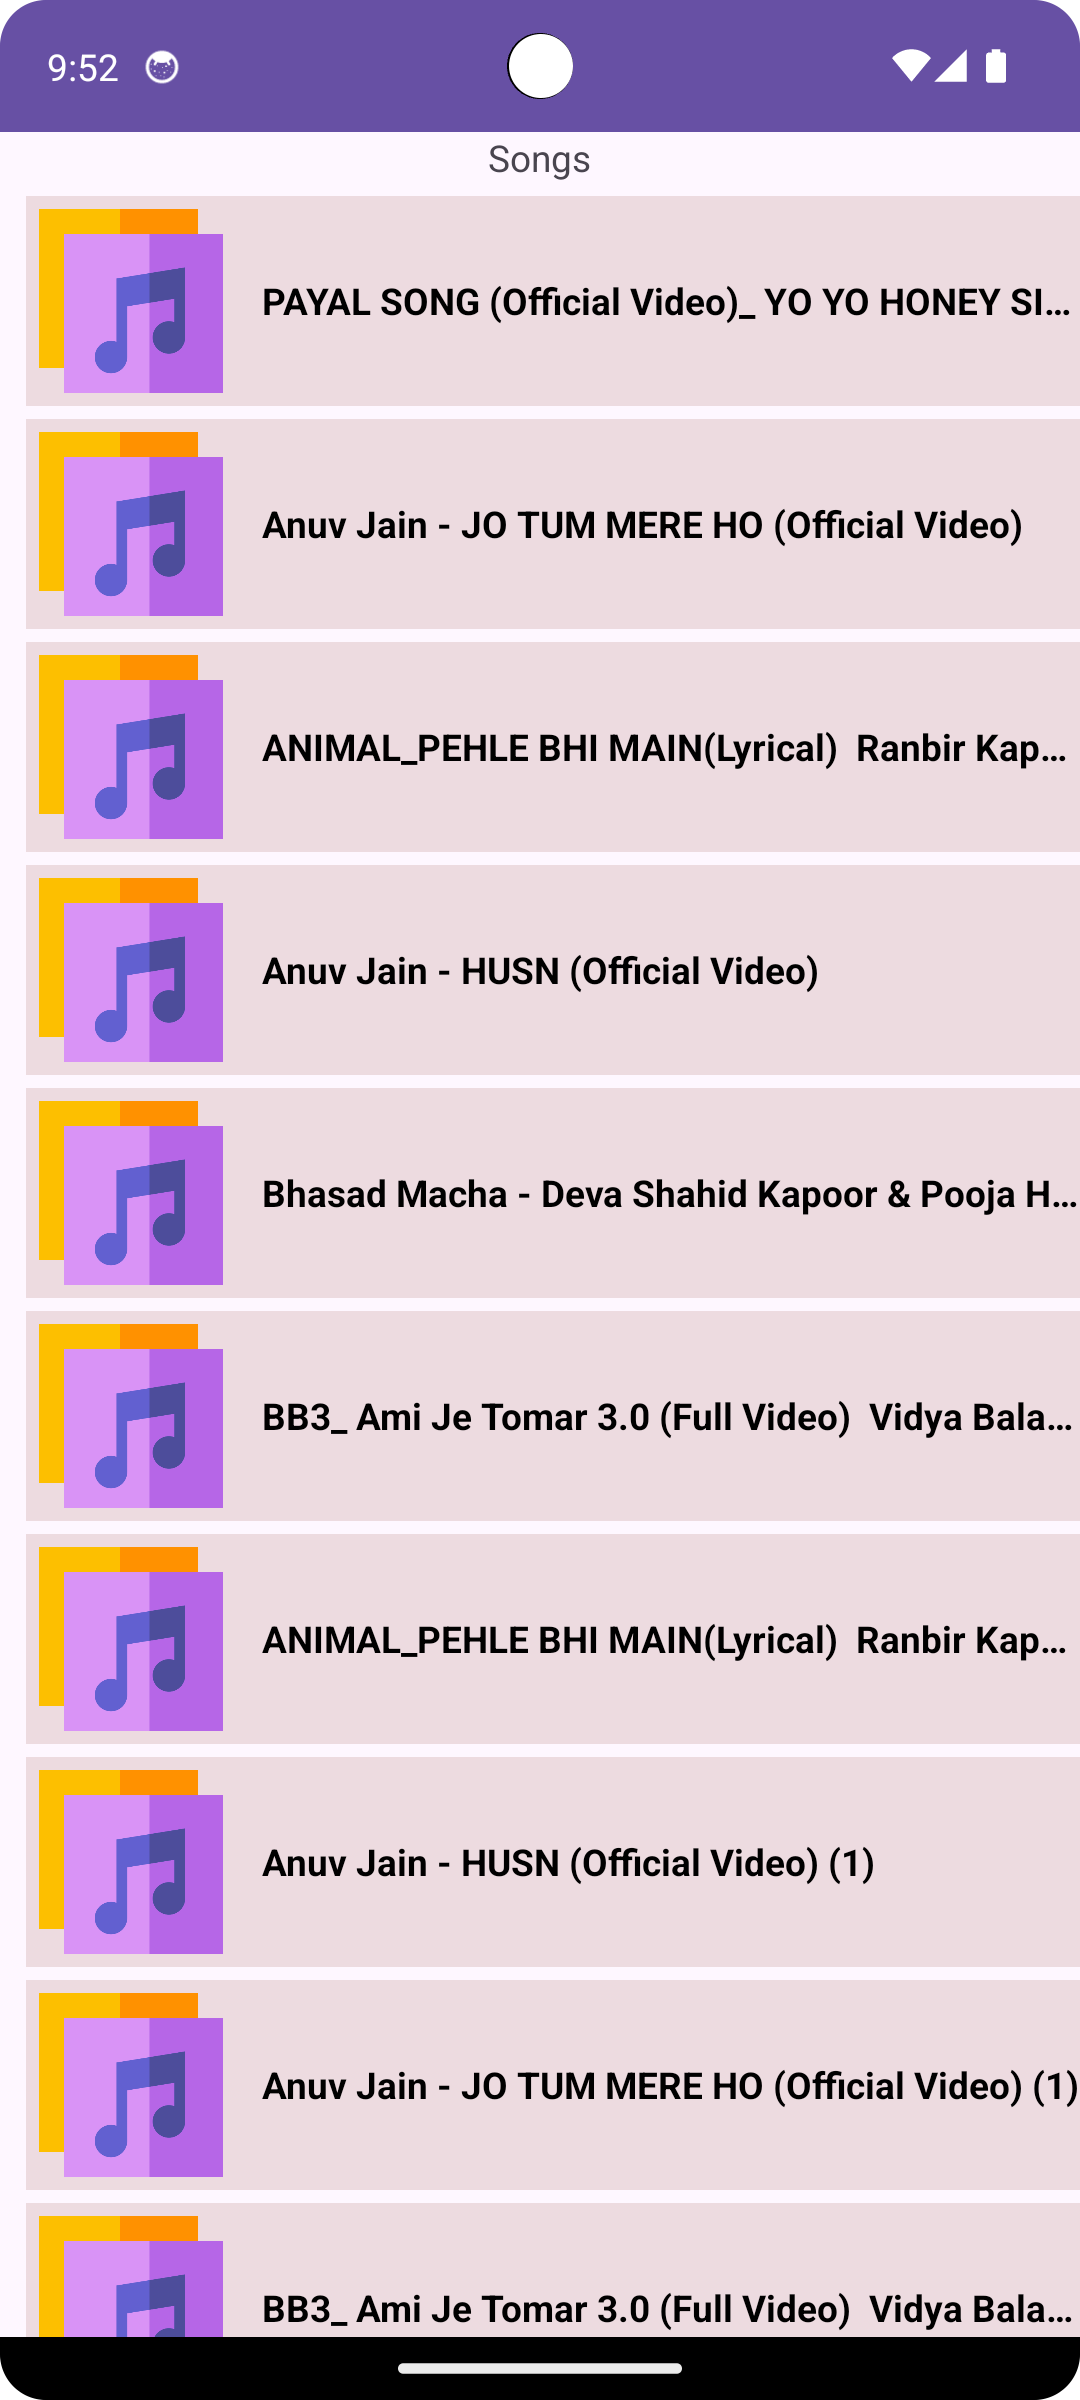 9:52
Songs
PAYAL SONG (Official Video)_ YO YO HONEY SI...
Anuv Jain - JO TUM MERE HO (Official Video)
ANIMAL_PEHLE BHI MAIN(Lyrical)  Ranbir Kap...
Anuv Jain - HUSN (Official Video)
Bhasad Macha - Deva Shahid Kapoor & Pooja H...
BB3_ Ami Je Tomar 3.0 (Full Video)  Vidya Bala...
ANIMAL_PEHLE BHI MAIN(Lyrical)  Ranbir Kap...
Anuv Jain - HUSN (Official Video) (1)
Anuv Jain - JO TUM MERE HO (Official Video) (1)
BB3_ Ami Je Tomar 3.0 (Full Video)  Vidya Bala...